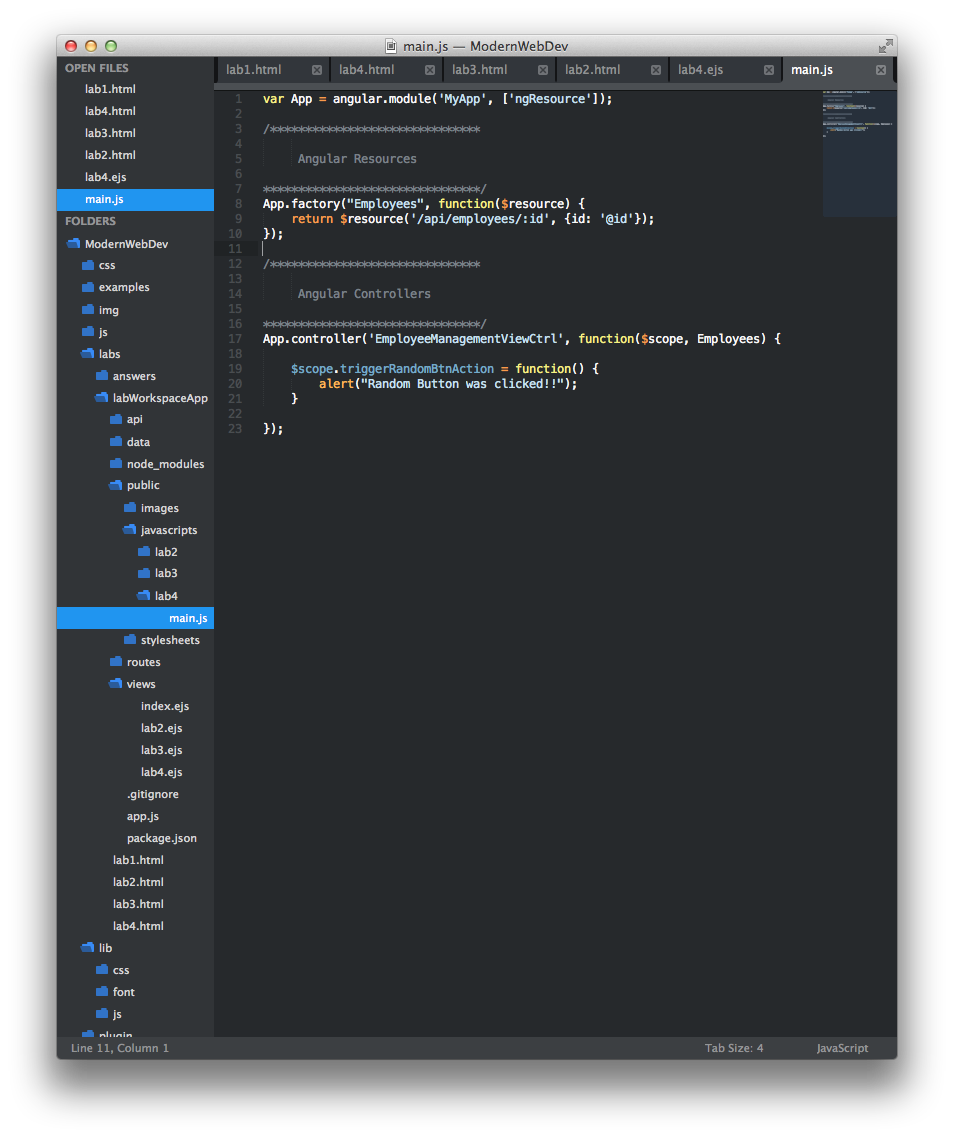 main.js — ModernWebDev
OPEN FILES
lab1.html
lab4.html
lab3.html
lab2.html
lab4.ejs
main.js
FOLDERS
ModernWebDev
css
examples
img
js
labs
answers
labWorkspaceApp
api
data
node_modules
public
images
javascripts
lab2
lab3
lab4
main.js
stylesheets
routes
views
index.ejs
lab2.ejs
lab3.ejs
lab4.ejs
.gitignore
app.js
package.json
lab1.html
lab2.html
lab3.html
lab4.html
lib
css
font
js
plugin
lab1.html lab4.html lab3.html lab2.html lab4.ejs main.js
1 var App = angular.module('MyApp', ['ngResource']);
2
3 /******************************
4
5 Angular Resources
6
7 *******************************/
8 App.factory("Employees", function($resource) {
9 return $resource('/api/employees/:id', {id: '@id'});
10 });
11
12 /******************************
13
14 Angular Controllers
15
16 *******************************/
17 App.controller('EmployeeManagementViewCtrl', function($scope, Employees) {
18
19 $scope.triggerRandomBtnAction = function() {
20 alert("Random Button was clicked!!");
21 }
22
23 });
Line 11, Column 1 Tab Size: 4 JavaScript